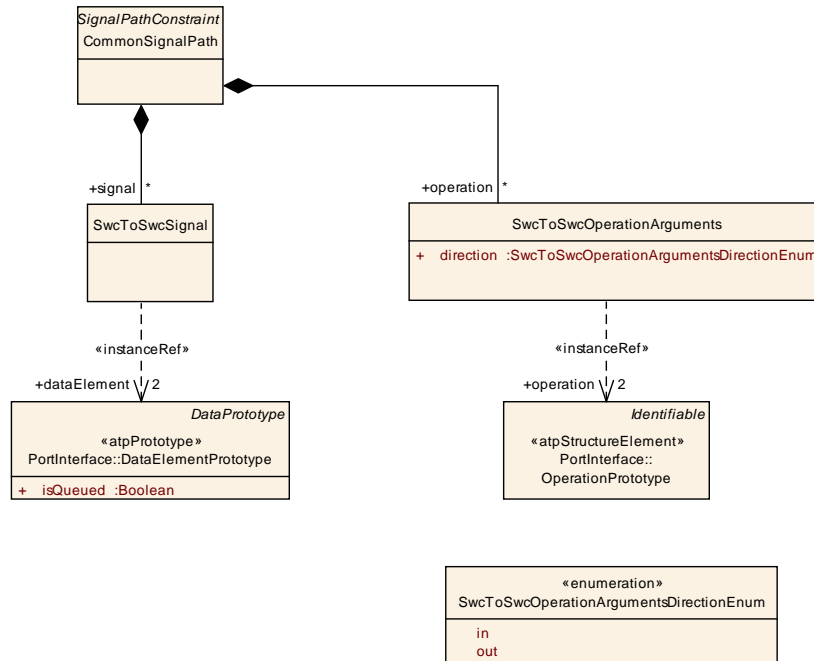 SignalPathConstraint
CommonSignalPath
+signal *
+operation *
SwcToSwcSignal
SwcToSwcOperationArguments
+ direction :SwcToSwcOperationArgumentsDirectionEnum
«instanceRef»
«instanceRef»
+dataElement 2
+operation 2
DataPrototype
«atpPrototype»
PortInterface::DataElementPrototype
+ isQueued :Boolean
Identifiable
«atpStructureElement»
PortInterface::
OperationPrototype
«enumeration»
SwcToSwcOperationArgumentsDirectionEnum
in
out